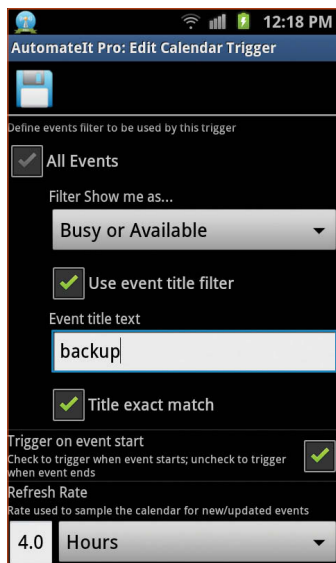 12:18 PM
AutomateIt Pro: Edit Calendar Trigger
Define events filter to be used by this trigger
All Events
Filter Show me as...
Busy or Available
Use event title filter
Event title text
backup
Title exact match
Trigger on event start
Check to trigger when event starts; uncheck to trigger
when event ends
Refresh Rate
Rate used to sample the calendar for new/updated events
4.0 Hours